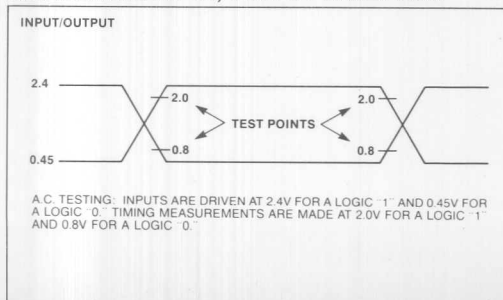 INPUT/OUTPUT
2.4
2.0
2.0
TEST POINTS
0.8
0.8
0.45
A.C. TESTING: INPUTS ARE DRIVEN AT 2.4V FOR A LOGIC "1" AND 0.45V FOR
A LOGIC "0." TIMING MEASUREMENTS ARE MADE AT 2.0V FOR A LOGIC "1"
AND 0.8V FOR A LOGIC "0."